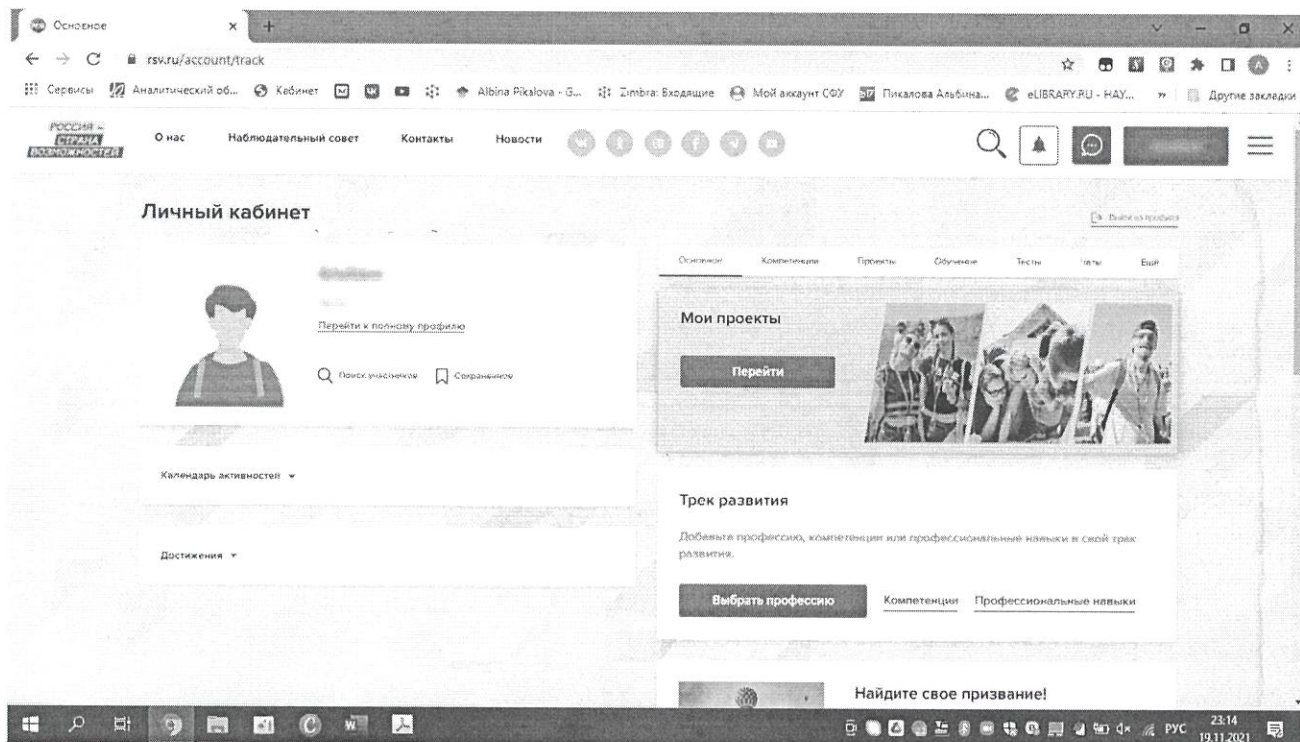 Основное
rsv.ru/account/track
Сервисы Аналитический об... Кабинет Albina Pikalova - G... Zimbra: Входящие Мой аккаунт СФУ Пикалова Альбина... eLIBRARY.RU - НАУ... » Другие закладки
РОССИЯ –
СТРАНА
ВОЗМОЖНОСТЕЙ
О нас Наблюдательный совет Контакты Новости
Личный кабинет
Выйти из профиля
Перейти к полному профилю
Поиск участников Сохраненное
Календарь активностей
Достижения
Основное Компетенции Проекты Обучение Тесты Чаты Ещё
Мои проекты
Перейти
Трек развития
Добавьте профессию, компетенции или профессиональные навыки в свой трек
развития.
Выбрать профессию Компетенции Профессиональные навыки
Найдите свое призвание!
РУС
23:14
19.11.2021